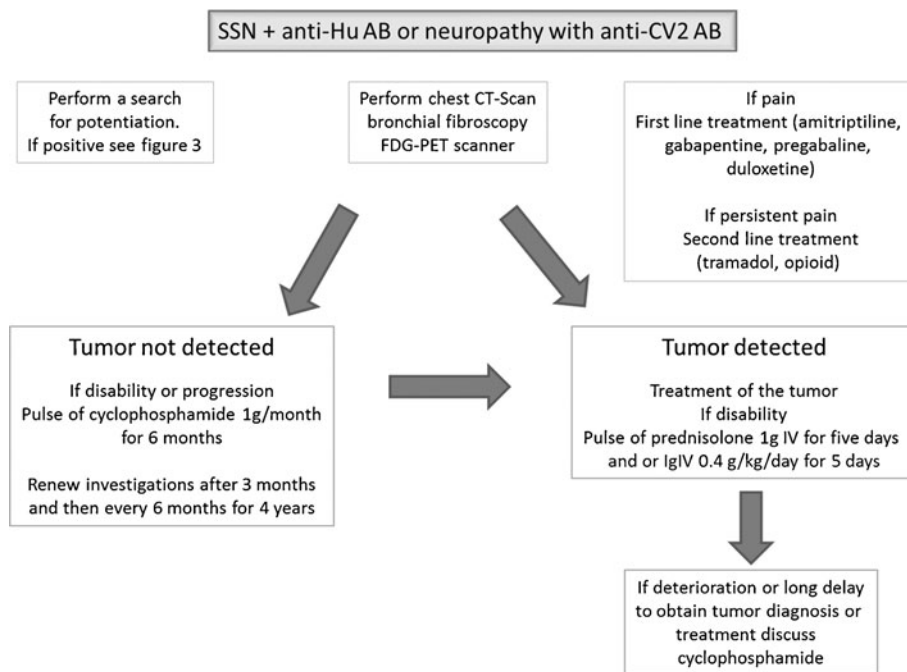 SSN + anti-Hu AB or neuropathy with anti-CV2 AB
Perform a search
for potentiation.
If positive see figure 3
Perform chest CT-Scan
bronchial fibroscopy
FDG-PET scanner
If pain
First line treatment (amitriptiline,
gabapentine, pregabaline,
duloxetine)
If persistent pain
Second line treatment
(tramadol, opioid)
Tumor not detected
If disability or progression
Pulse of cyclophosphamide 1g/month
for 6 months
Renew investigations after 3 months
and then every 6 months for 4 years
Tumor detected
Treatment of the tumor
If disability
Pulse of prednisolone 1g IV for five days
and or IgIV 0.4 g/kg/day for 5 days
If deterioration or long delay
to obtain tumor diagnosis or
treatment discuss
cyclophosphamide